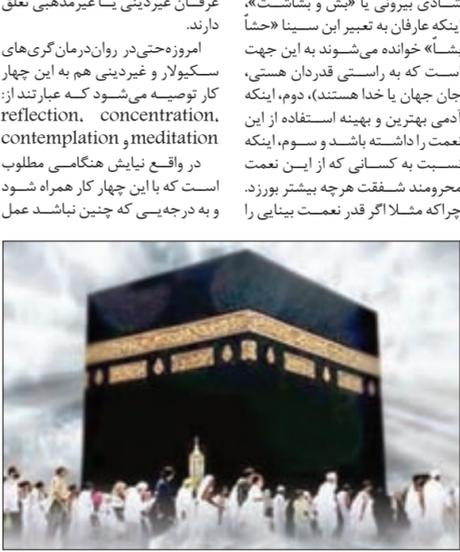 شادی بیرونی یا «بش و بشاشت»،
اینکه عارفان به تعبیر ابن سینا «حشاً
بشاً» خوانده می‌شوند به این جهت
است که به راستی قدردان هستی،
جان جهان یا خدا هستند)، دوم، اینکه
آدمی بهترین و بهینه استفاده از این
نعمت را داشته باشد و سوم، اینکه
نسبت به کسانی که از این نعمت
محرومند شفقت هرچه بیشتر بورزد.
چراکه مثلا اگر قدر نعمت بینایی را
عرفان غیردینی یا غیرمذهبی تعلق
دارند.
امروزه‌حتی‌در روان‌درمان‌گری‌های
سکیولار و غیردینی هم به این چهار
کار توصیه می‌شود که عبارتند از:
reflection، concentration،
meditation و contemplation
در واقع نیایش هنگامی مطلوب
است که با این چهار کار همراه شود
و به درجه‌یی که چنین نباشد عمل